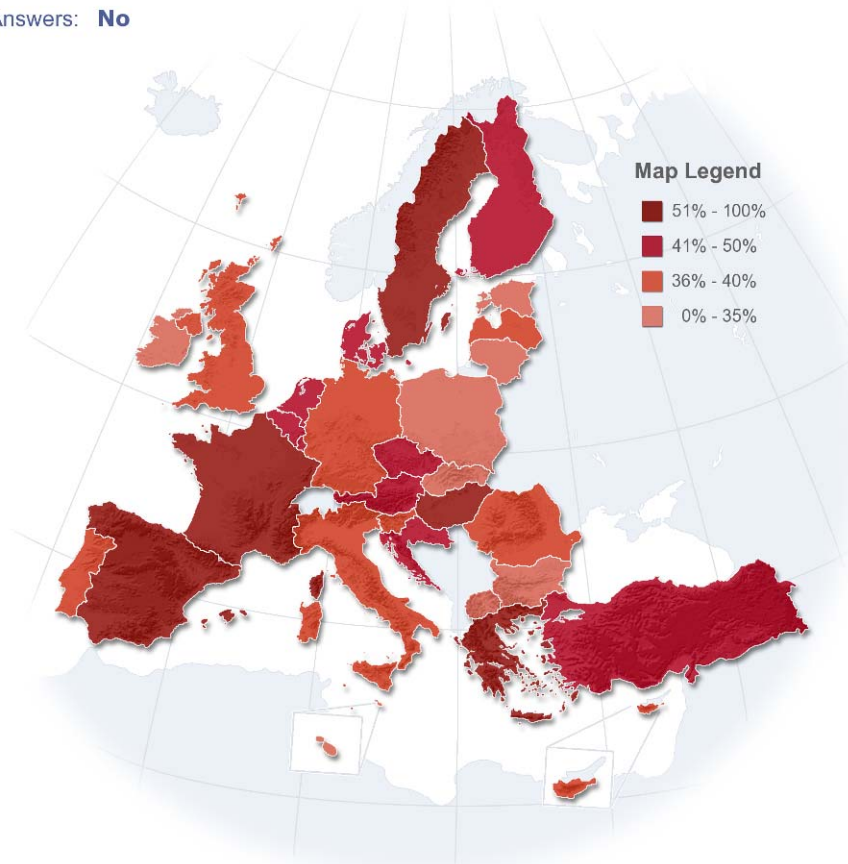 Answers: No
Map Legend
51% - 100%
41% - 50%
36% - 40%
0% - 35%